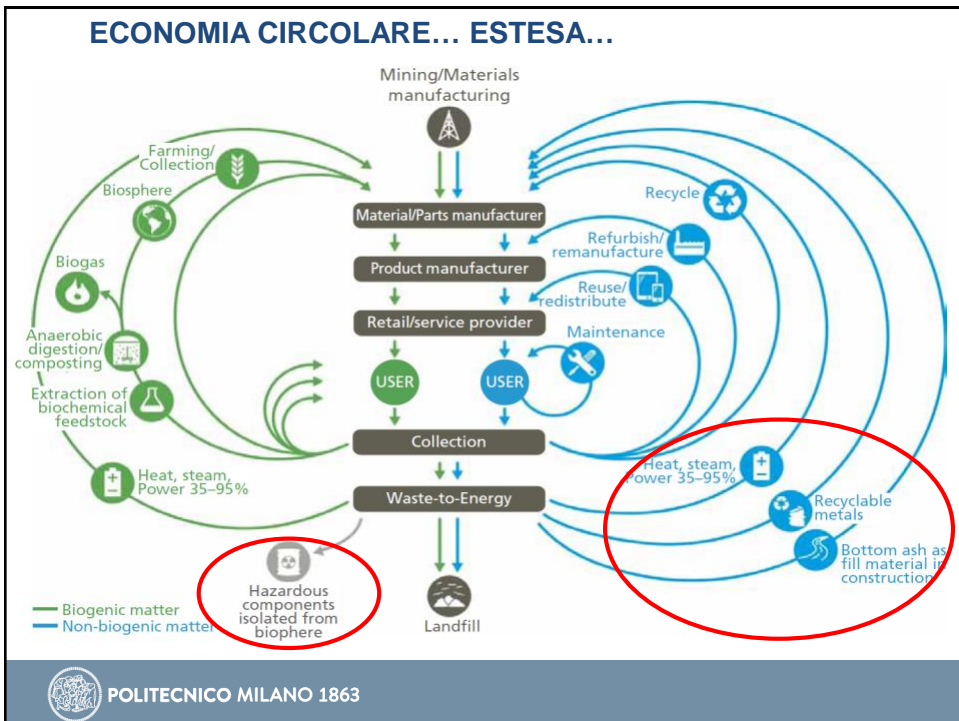 ECONOMIA CIRCOLARE… ESTESA…
Mining/Materials
manufacturing
Farming/
Collection
Biosphere
Biogas
Anaerobic
digestion/
composting
Extraction of
biochemical
feedstock
Heat, steam,
Power 35–95%
Material/Parts manufacturer
Product manufacturer
Retail/service provider
USER
USER
Collection
Waste-to-Energy
Recycle
Refurbish/
remanufacture
Reuse/
redistribute
Maintenance
Heat, steam,
Power 35–95%
Recyclable
metals
Bottom ash as
fill material in
construction
Hazardous
components
isolated from
biophere
Landfill
Biogenic matter
Non-biogenic matter
POLITECNICO MILANO 1863